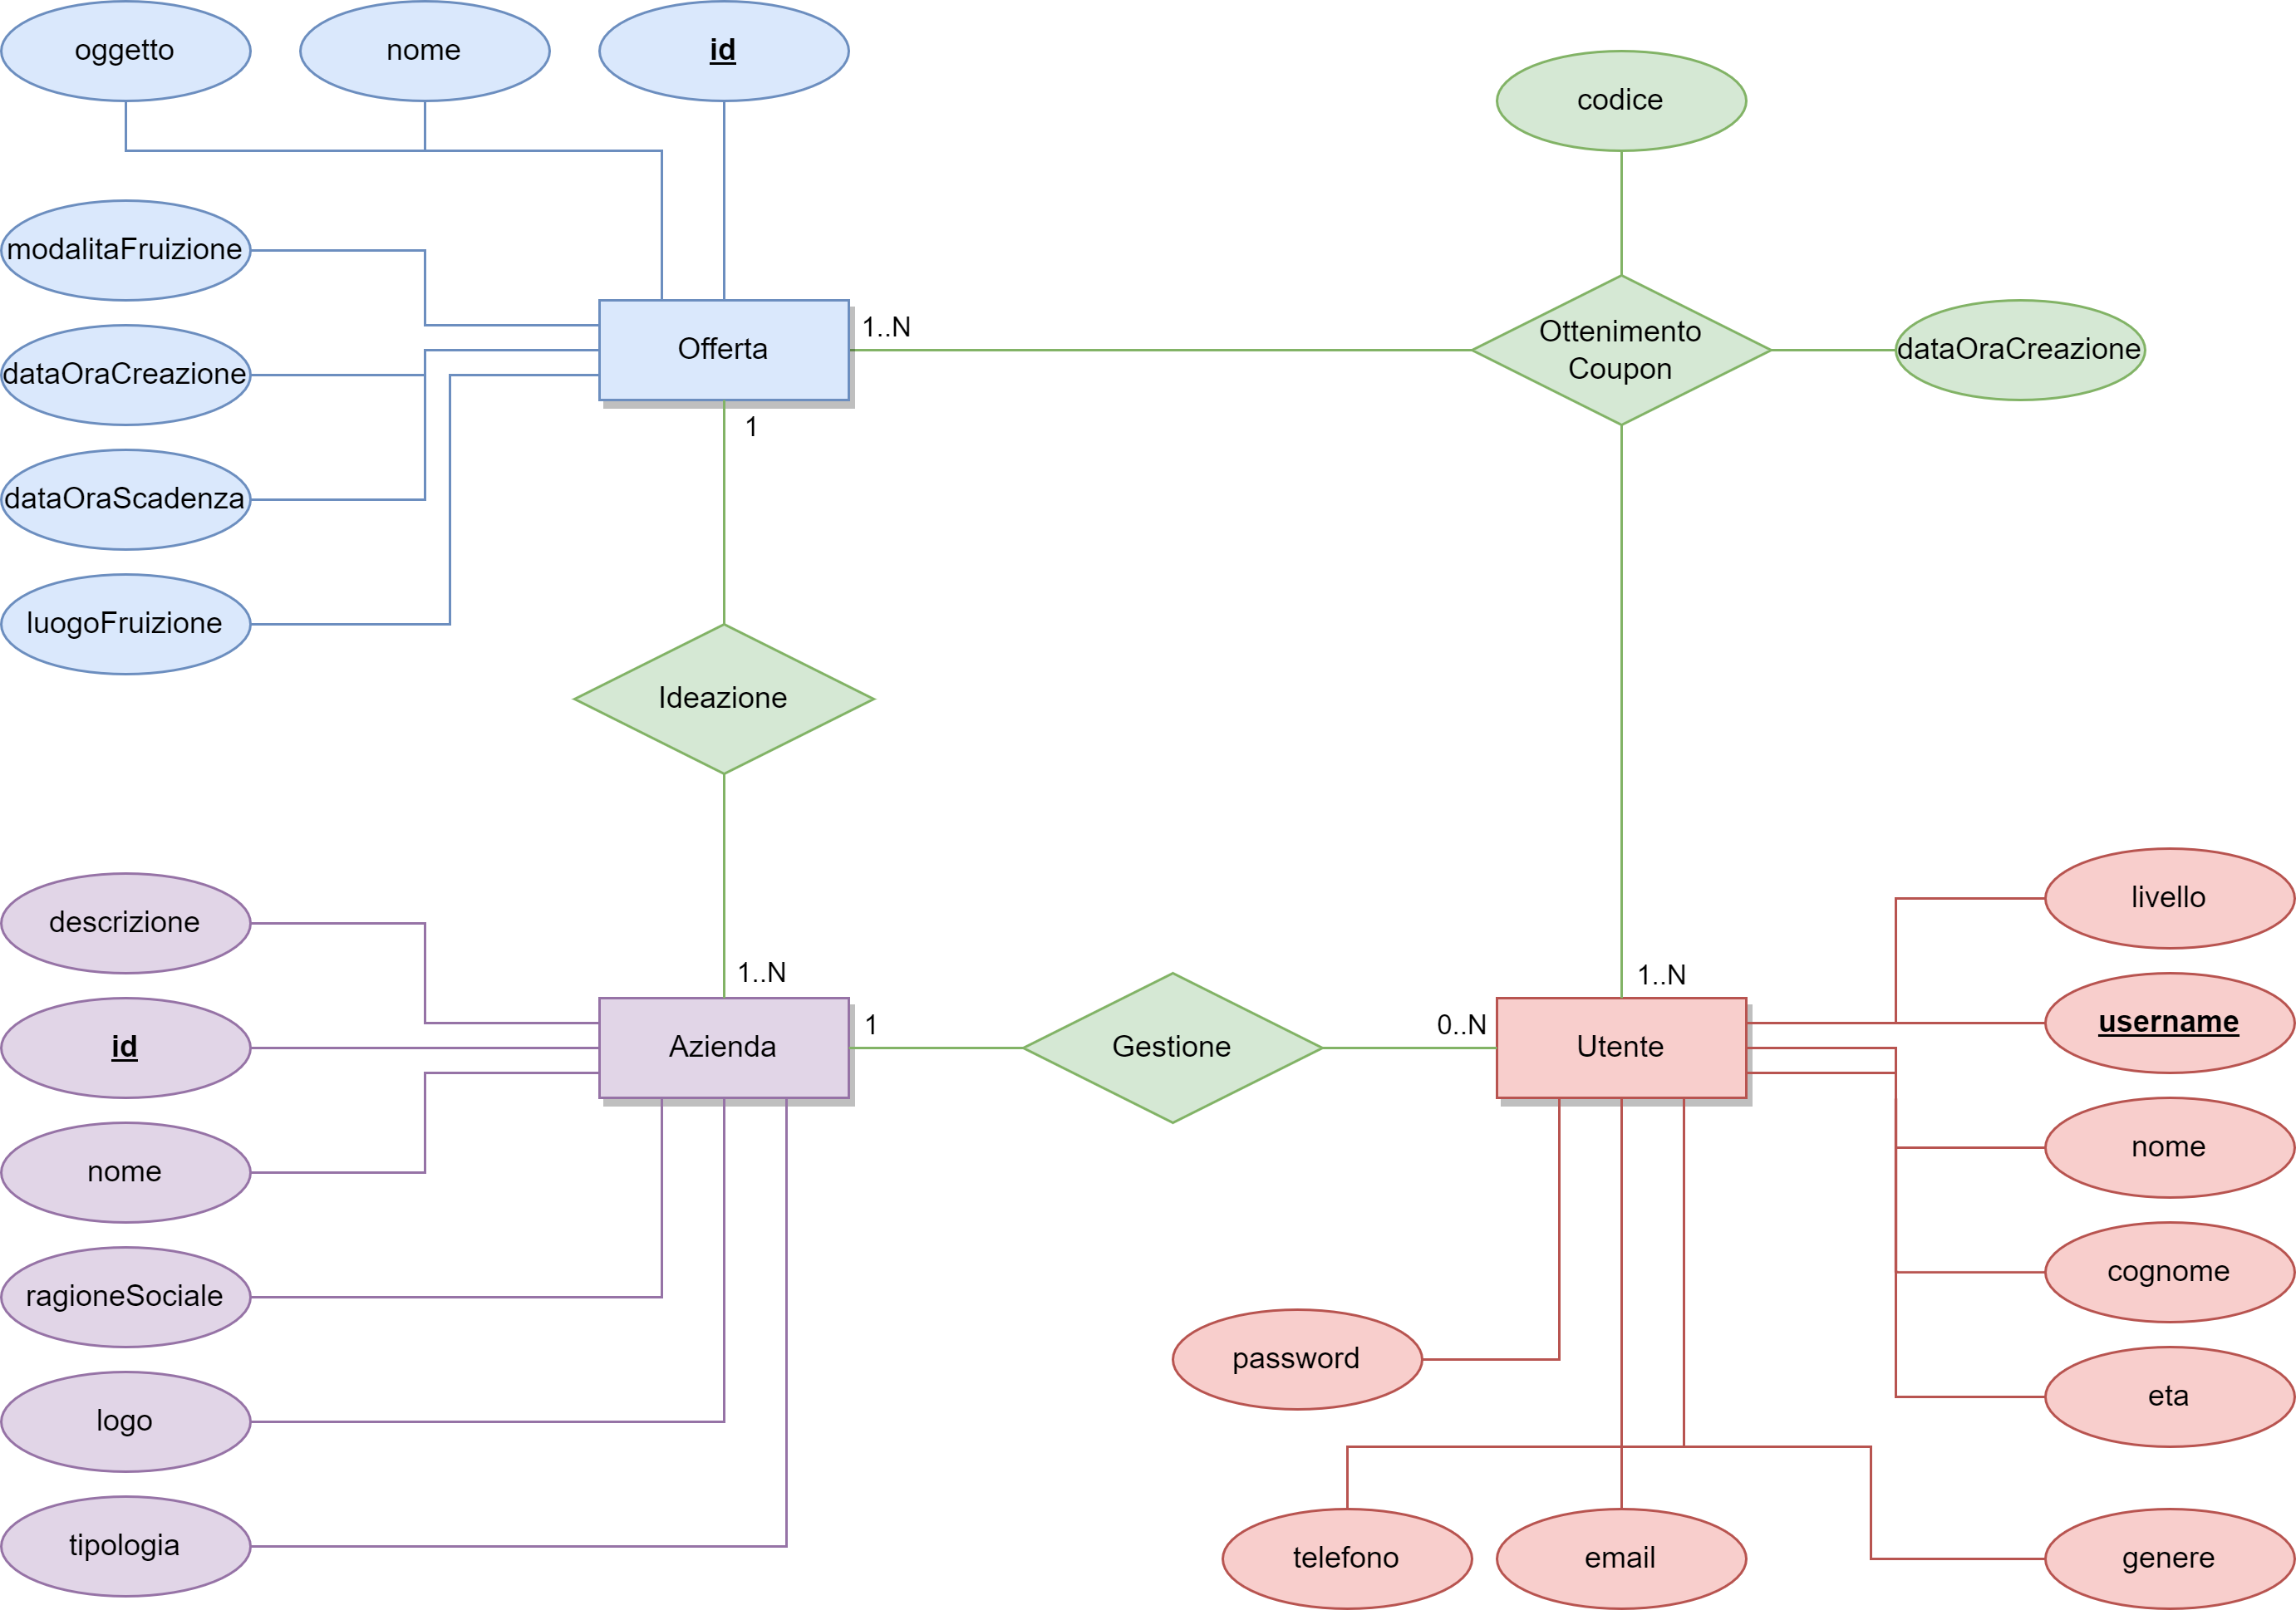 oggetto
nome
id
codice
modalitaFruizione
dataOraCreazione
dataOraScadenza
luogoFruizione
Offerta
1..N
1
Ottenimento
Coupon
dataOraCreazione
Ideazione
1..N
descrizione
id
nome
ragioneSociale
logo
tipologia
Azienda
1
Gestione
0..N
1..N
Utente
livello
username
nome
cognome
eta
password
telefono
email
genere